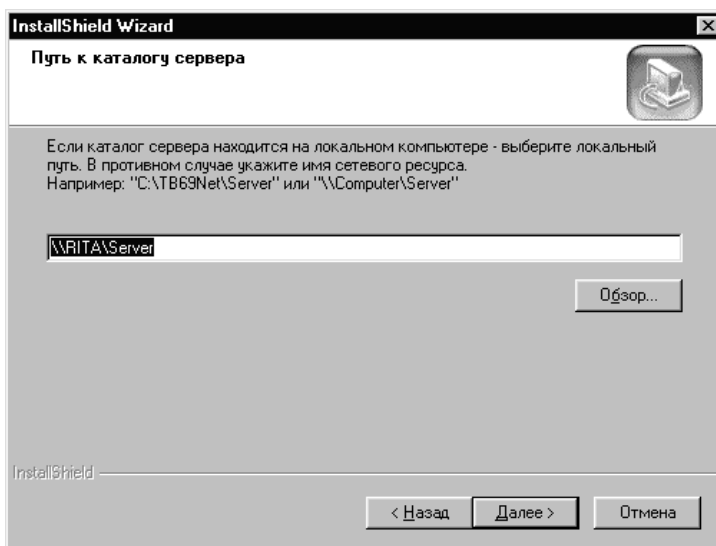 InstallShield Wizard
Путь к каталогу сервера
Если каталог сервера находится на локальном компьютере - выберите локальный
путь. В противном случае укажите имя сетевого ресурса.
Например: "C:\TB69Net\Server" или "\\Computer\Server"
\\RITA\Server
Обзор...
InstallShield
< Назад
Далее >
Отмена